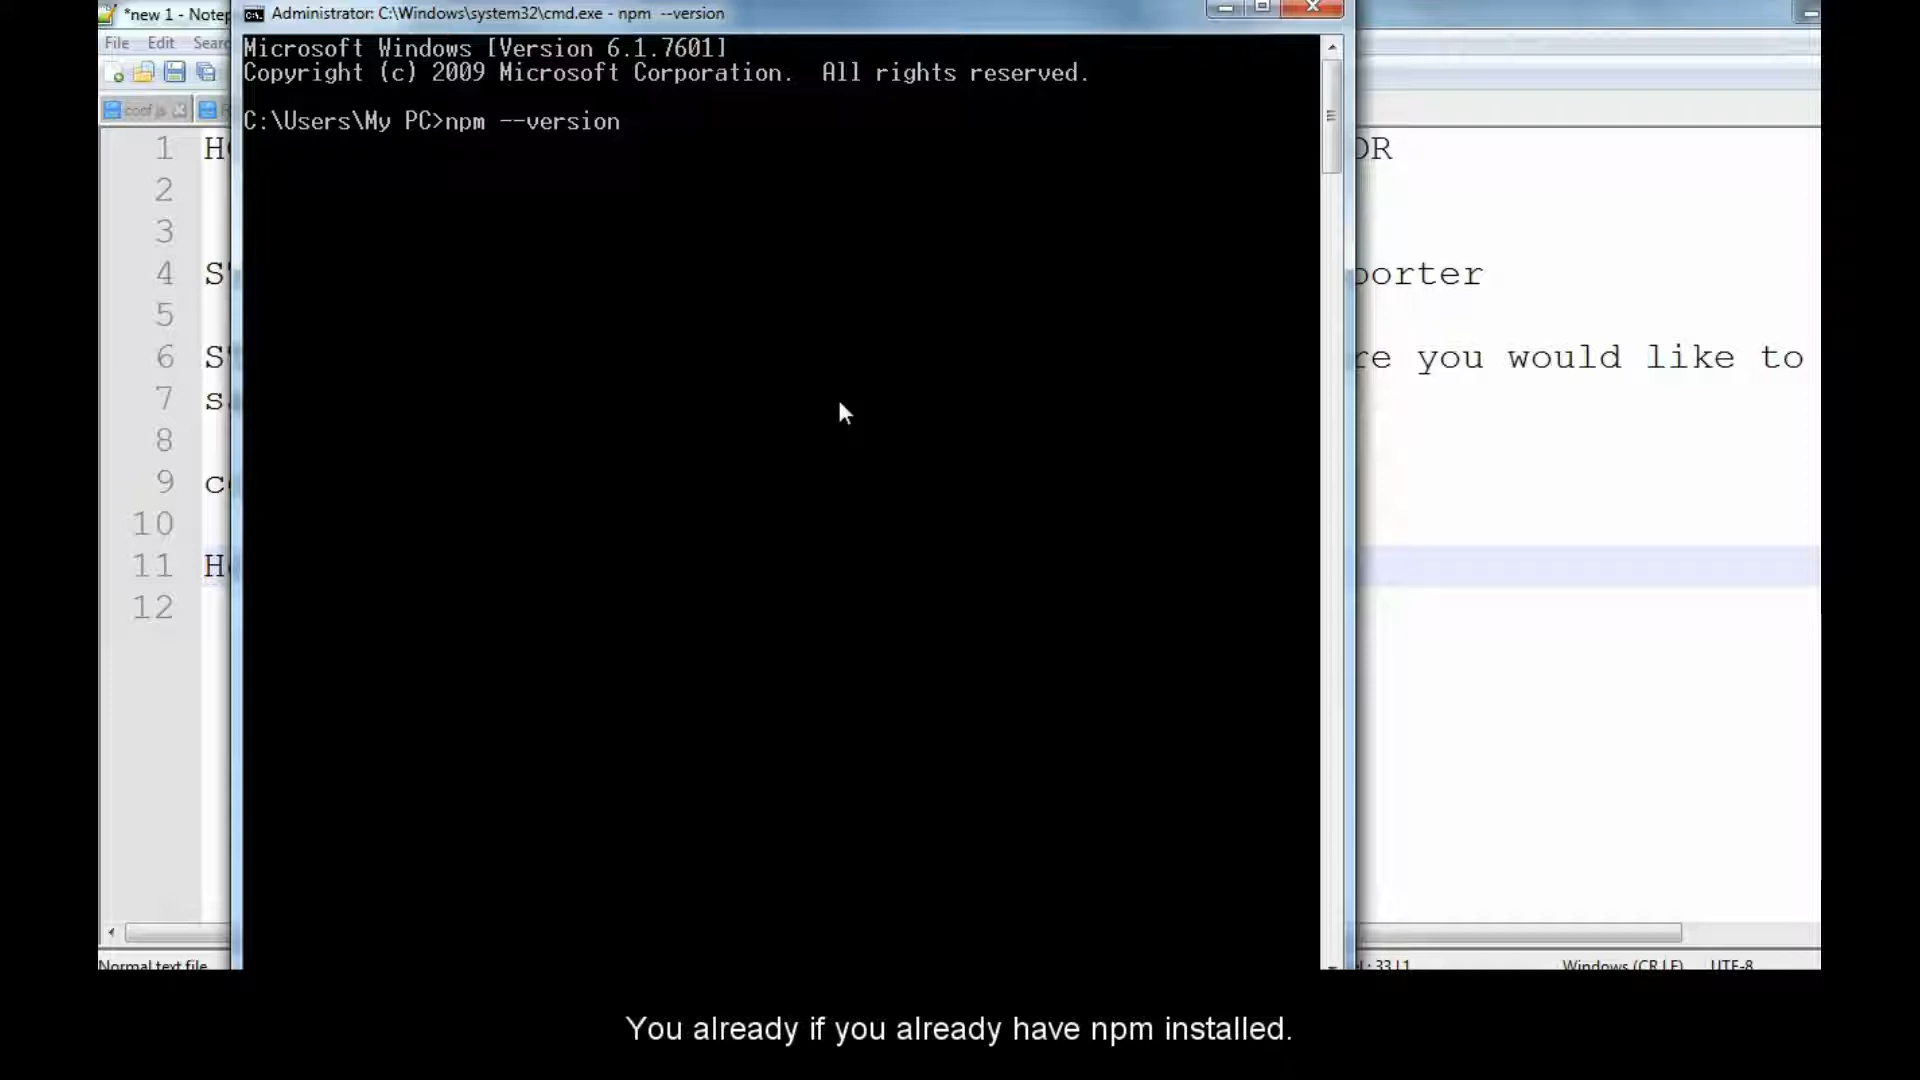 *new 1 - Notep
Administrator: C:\Windows\system32\cmd.exe - npm --version
File Edit Searc
Microsoft Windows [Version 6.1.7601]
Copyright (c) 2009 Microsoft Corporation. All rights reserved.
conf.js
C:\Users\My PC>npm --version
1 H OR
2
3
4 S porter
5
6 S re you would like to
7 s
8
9 c
10
11 H
12
Normal text file
Windows (CR LF) UTF-8
You already if you already have npm installed.